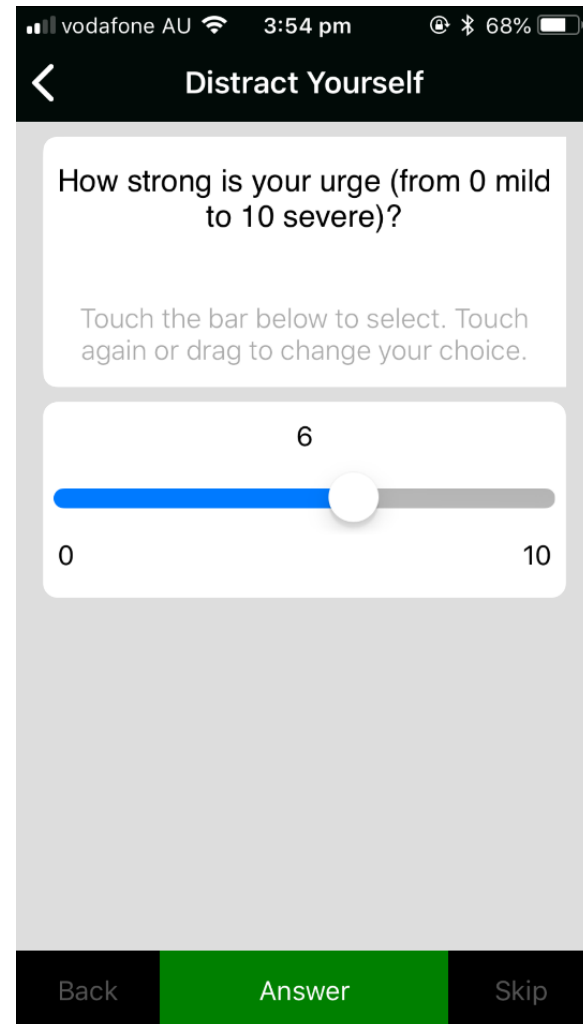 vodafone AU 3:54 pm 68%
Distract Yourself
How strong is your urge (from 0 mild
to 10 severe)?
Touch the bar below to select. Touch
again or drag to change your choice.
6
0 10
Back Answer Skip